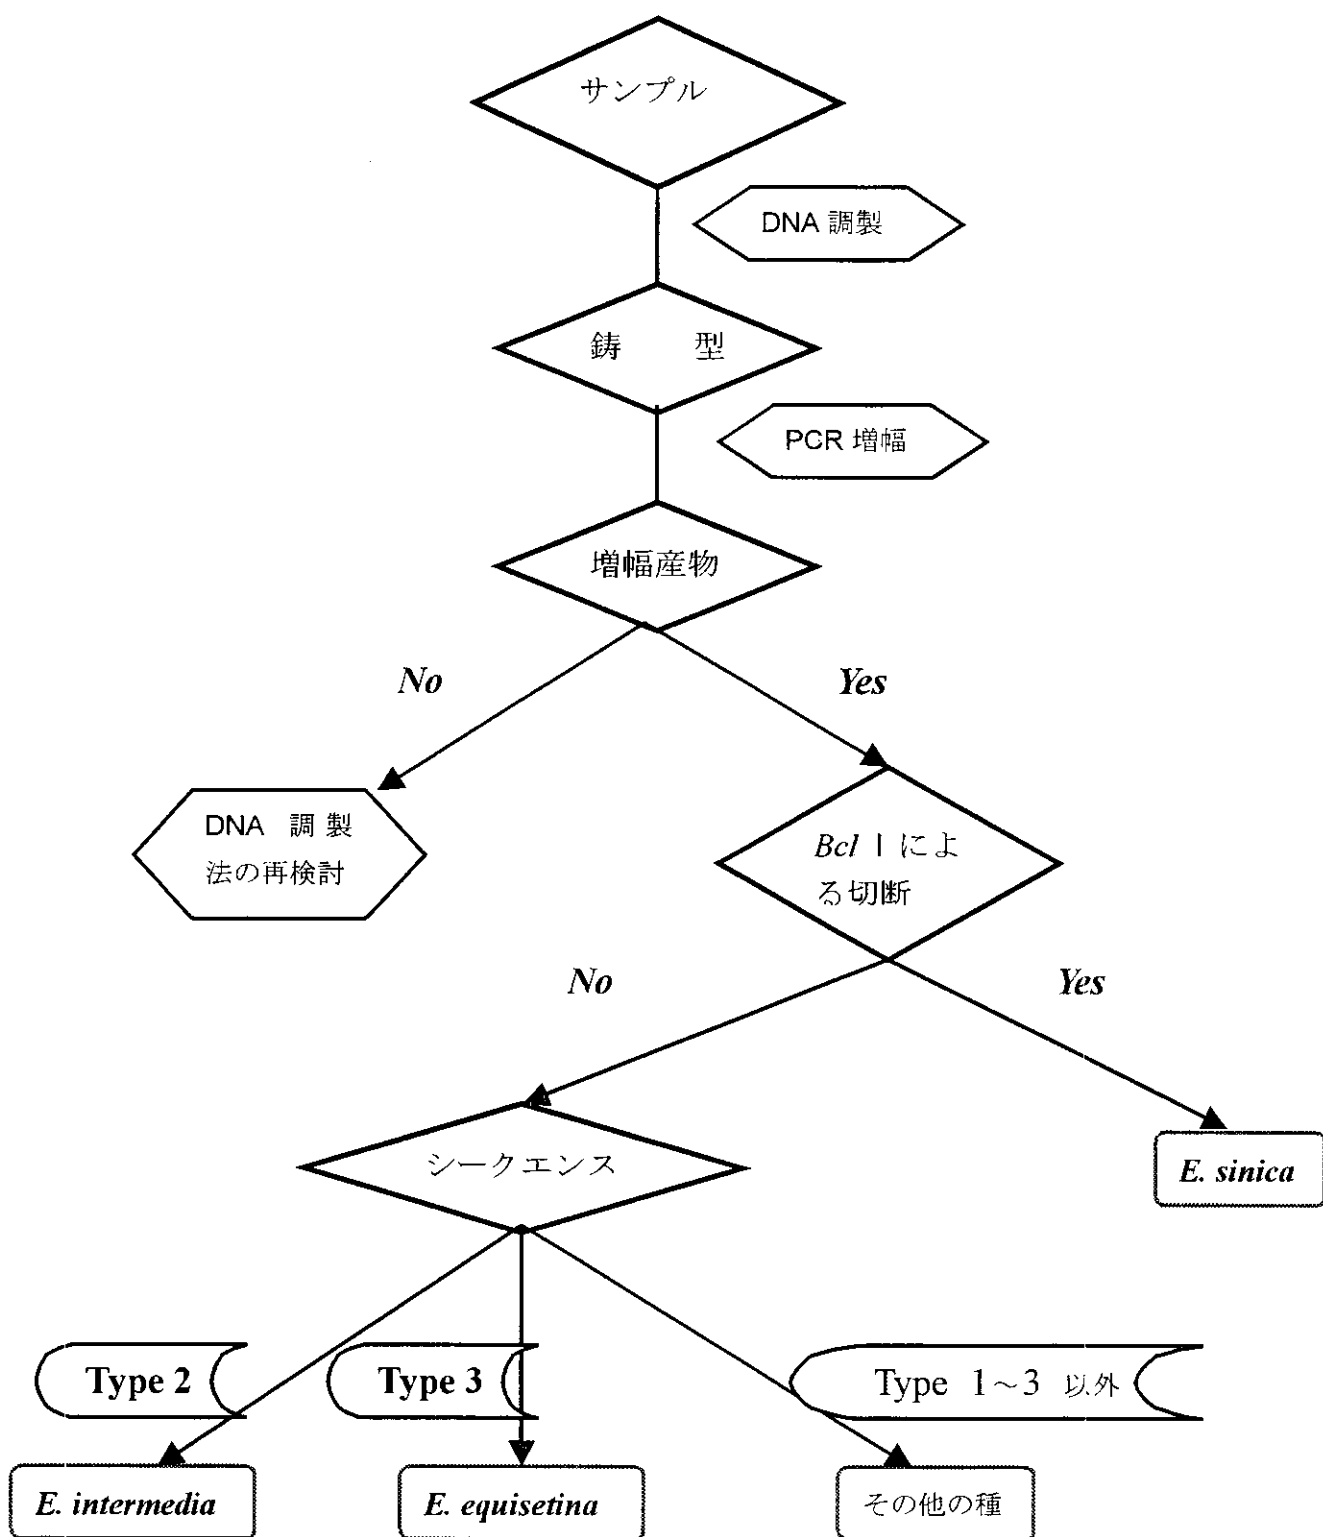 サンプル
DNA 調製
鋳 型
PCR 増幅
増幅産物
No
Yes
DNA 調 製
法の再検討
Bcl I によ
る切断
No
Yes
シークエンス
E. sinica
Type 2
Type 3
Type 1~3 以外
E. intermedia
E. equisetina
その他の種